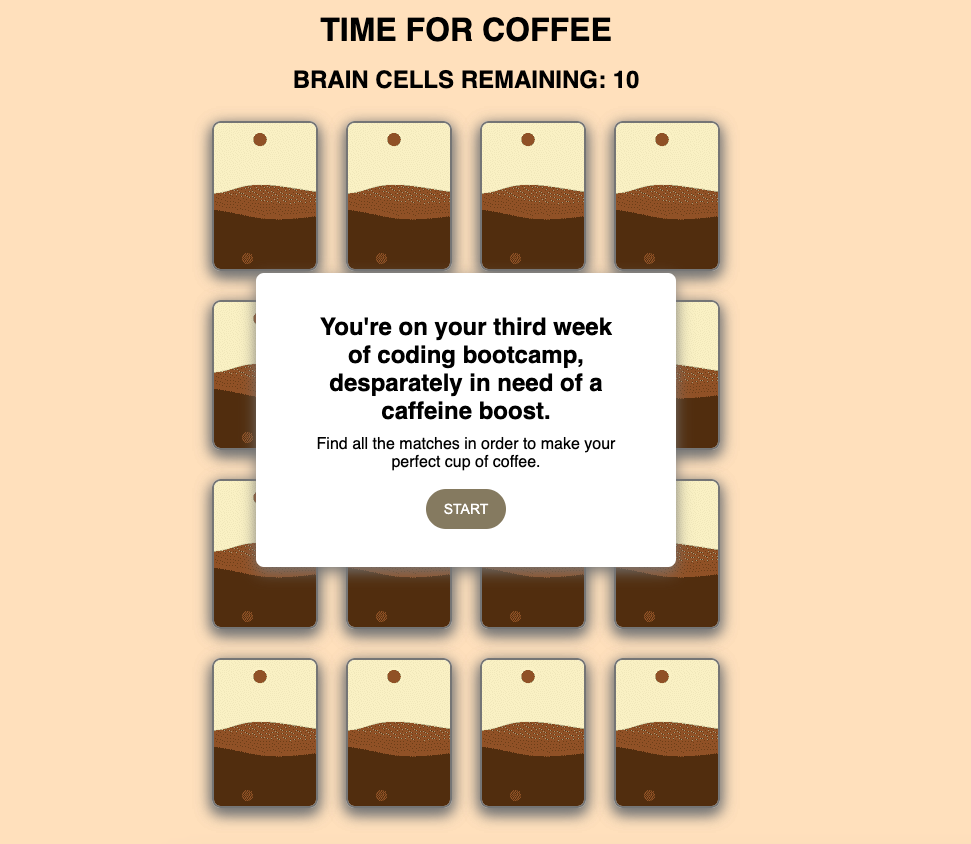 TIME FOR COFFEE
BRAIN CELLS REMAINING: 10
You're on your third week
of coding bootcamp,
desparately in need of a
caffeine boost.
Find all the matches in order to make your
perfect cup of coffee.
START